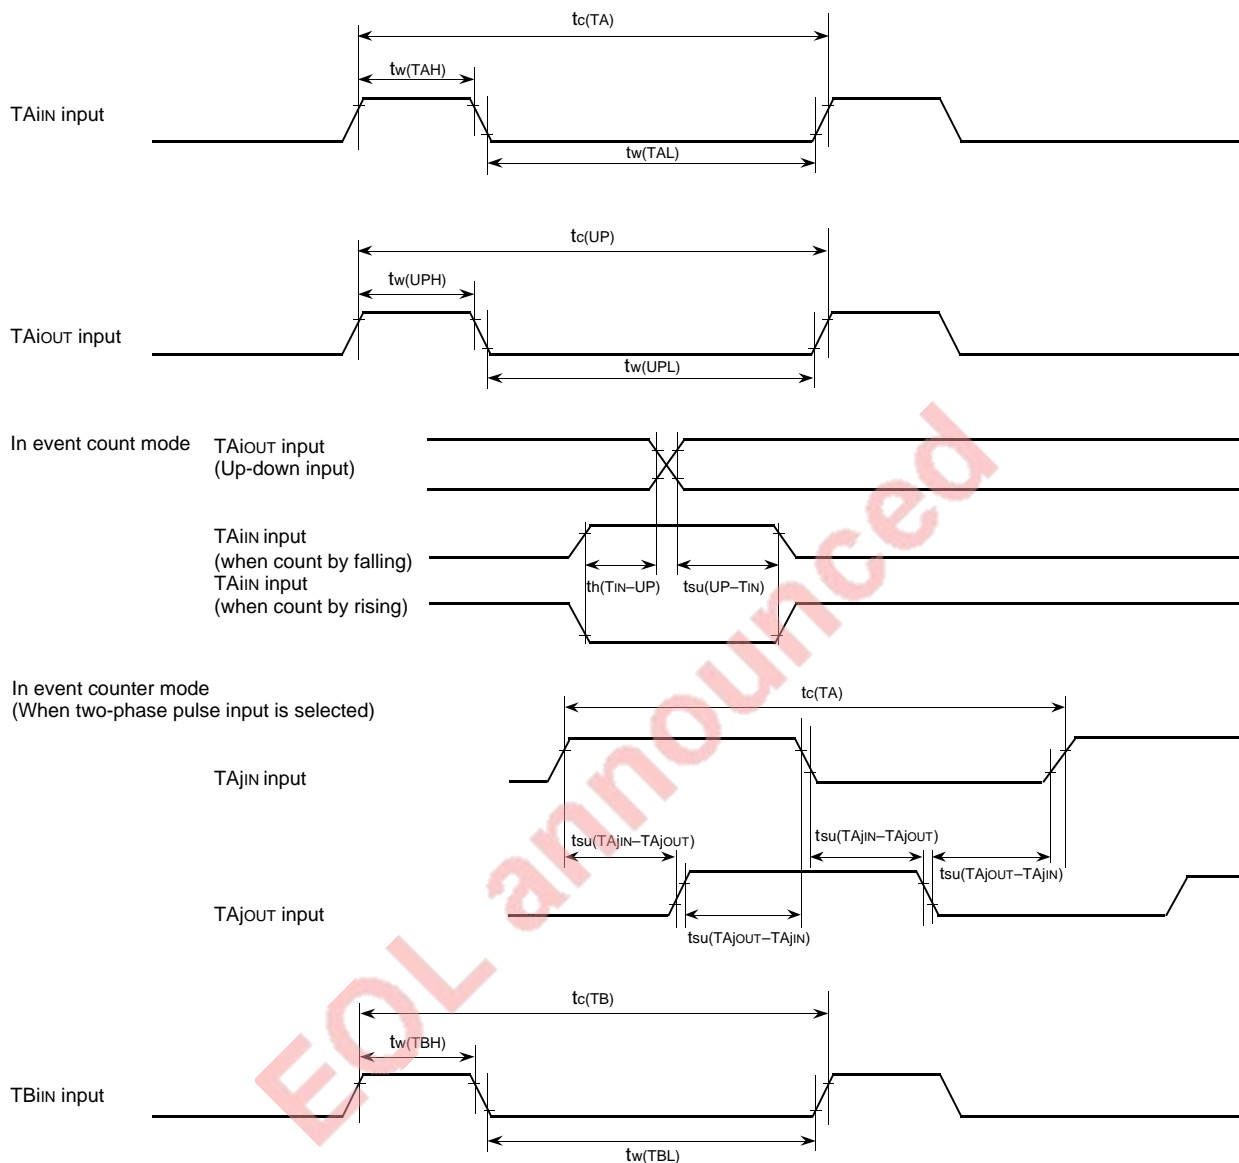 tc(TA)
tw(TAH)
TAiIN input
tw(TAL)
tc(UP)
tw(UPH)
TAiOUT input
tw(UPL)
In event count mode
TAiOUT input
(Up-down input)
TAiIN input
(when count by falling)
th(TIN–UP)
tsu(UP–TIN)
TAiIN input
(when count by rising)
In event counter mode
(When two-phase pulse input is selected)
tc(TA)
TAjIN input
tsu(TAjIN–TAjOUT)
tsu(TAjIN–TAjOUT)
tsu(TAjOUT–TAjIN)
TAjOUT input
tsu(TAjOUT–TAjIN)
tc(TB)
tw(TBH)
TBiIN input
tw(TBL)
EOL announced